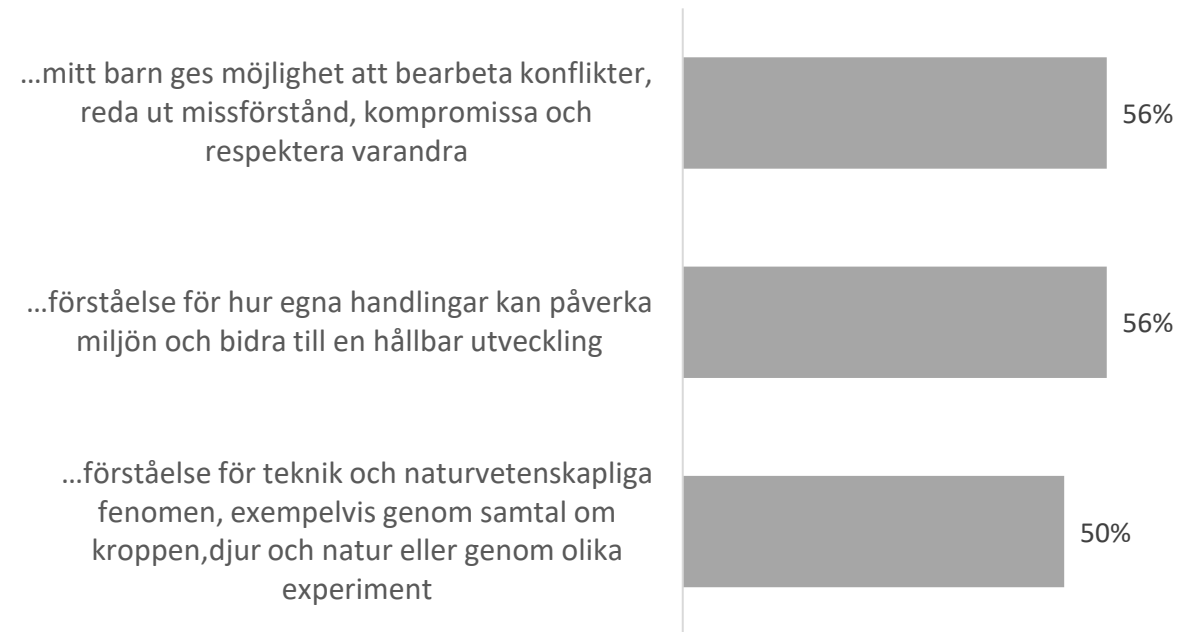 ...mitt barn ges möjlighet att bearbeta konflikter,
reda ut missförstånd, kompromissa och
respektera varandra
56%
...förståelse för hur egna handlingar kan påverka
miljön och bidra till en hållbar utveckling
56%
...förståelse för teknik och naturvetenskapliga
fenomen, exempelvis genom samtal om
kroppen,djur och natur eller genom olika
experiment
50%